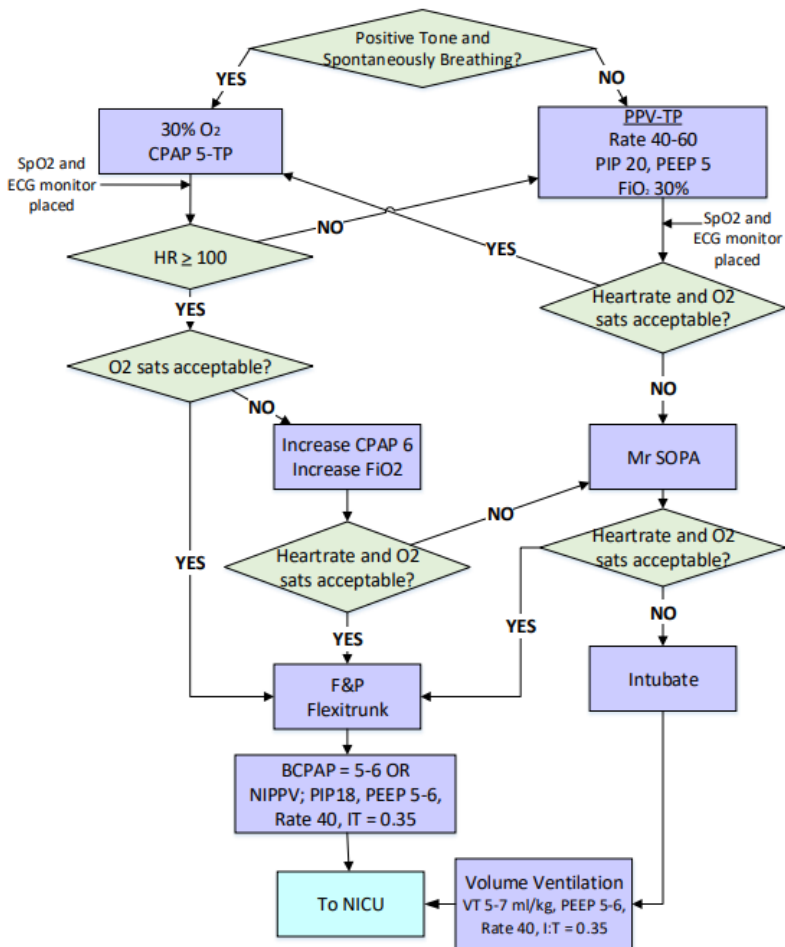 Positive Tone and
Spontaneously Breathing?
YES
NO
30% O₂
CPAP 5-TP
PPV-TP
Rate 40-60
PIP 20, PEEP 5
FiO₂ 30%
SpO2 and
ECG monitor
placed
SpO2 and
ECG monitor
placed
NO
YES
HR ≥ 100
Heartrate and O2
sats acceptable?
YES
O2 sats acceptable?
NO
NO
Increase CPAP 6
Increase FiO2
Mr SOPA
NO
Heartrate and O2
sats acceptable?
Heartrate and O2
sats acceptable?
YES
YES
YES
NO
F&P
Flexitrunk
Intubate
BCPAP = 5-6 OR
NIPPV; PIP18, PEEP 5-6,
Rate 40, IT = 0.35
To NICU
Volume Ventilation
VT 5-7 ml/kg, PEEP 5-6,
Rate 40, I:T = 0.35